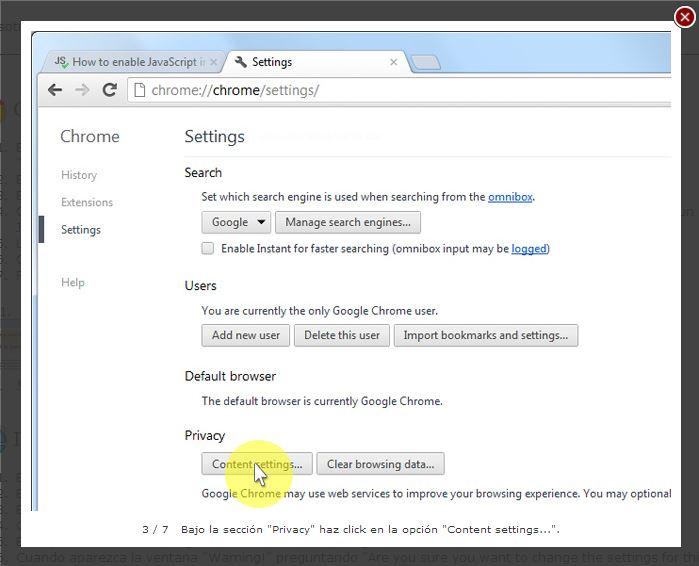 JS How to enable JavaScript i
Settings
chrome://chrome/settings/
Chrome
History
Extensions
Settings
Help
Settings
Search
Set which search engine is used when searching from the omnibox.
Google
Manage search engines...
Enable Instant for faster searching (omnibox input may be logged)
Users
You are currently the only Google Chrome user.
Add new user
Delete this user
Import bookmarks and settings...
Default browser
The default browser is currently Google Chrome.
Privacy
Content settings...
Clear browsing data...
Google Chrome may use web services to improve your browsing experience. You may optional
3 / 7 Bajo la sección "Privacy" haz click en la opción "Content settings...".
Cuando aparezca la ventana "Warning!" preguntando "Are you sure you want to change the settings for th